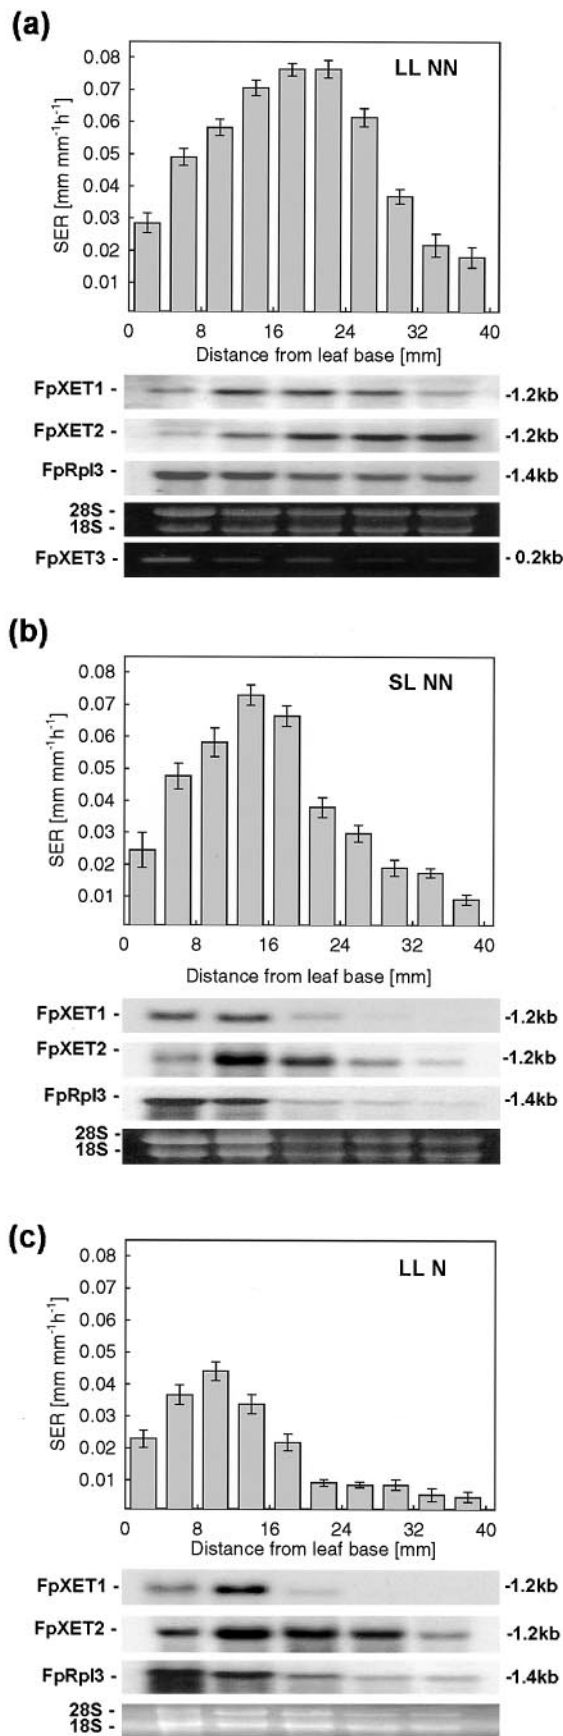 (a)
LL NN
0.08
0.07
0.06
0.05
0.04
0.03
0.02
0.01
SER [mm mm⁻¹h⁻¹]
0 8 16 24 32 40
Distance from leaf base [mm]
FpXET1 - -1.2kb
FpXET2 - -1.2kb
FpRpl3 - -1.4kb
28S -
18S -
FpXET3 - - 0.2kb
(b)
SL NN
0.08
0.07
0.06
0.05
0.04
0.03
0.02
0.01
SER [mm mm⁻¹h⁻¹]
0 8 16 24 32 40
Distance from leaf base [mm]
FpXET1 - -1.2kb
FpXET2 - -1.2kb
FpRpl3 - -1.4kb
28S -
18S -
(c)
LL N
0.08
0.07
0.06
0.05
0.04
0.03
0.02
0.01
SER [mm mm⁻¹h⁻¹]
0 8 16 24 32 40
Distance from leaf base [mm]
FpXET1 - -1.2kb
FpXET2 - -1.2kb
FpRpl3 - -1.4kb
28S -
18S -